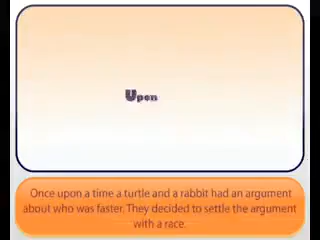 Upon
Once upon a time a turtle and a rabbit had an argument
about who was faster. They decided to settle the argument
with a race.